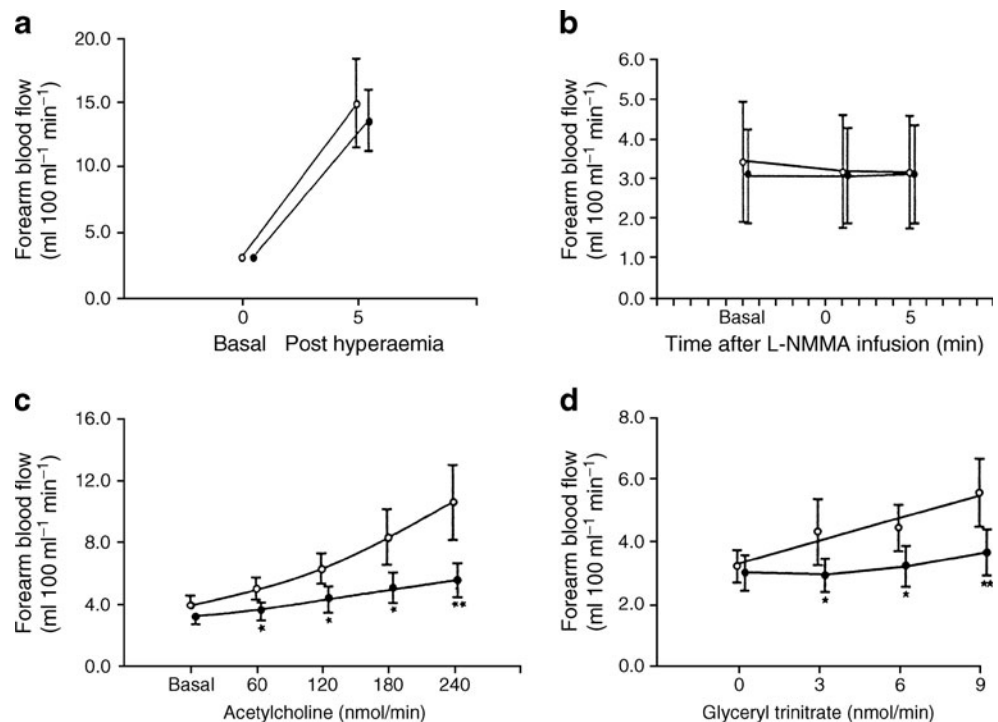 a
Forearm blood flow
(ml 100 ml⁻¹ min⁻¹)
20.0
15.0
10.0
5.0
0.0
0
5
Basal
Post hyperaemia
b
Forearm blood flow
(ml 100 ml⁻¹ min⁻¹)
6.0
5.0
4.0
3.0
2.0
1.0
0.0
Basal
0
5
Time after L-NMMA infusion (min)
c
Forearm blood flow
(ml 100 ml⁻¹ min⁻¹)
16.0
12.0
8.0
4.0
0.0
*
*
*
**
Basal
60
120
180
240
Acetylcholine (nmol/min)
d
Forearm blood flow
(ml 100 ml⁻¹ min⁻¹)
8.0
6.0
4.0
2.0
0.0
*
*
**
0
3
6
9
Glyceryl trinitrate (nmol/min)